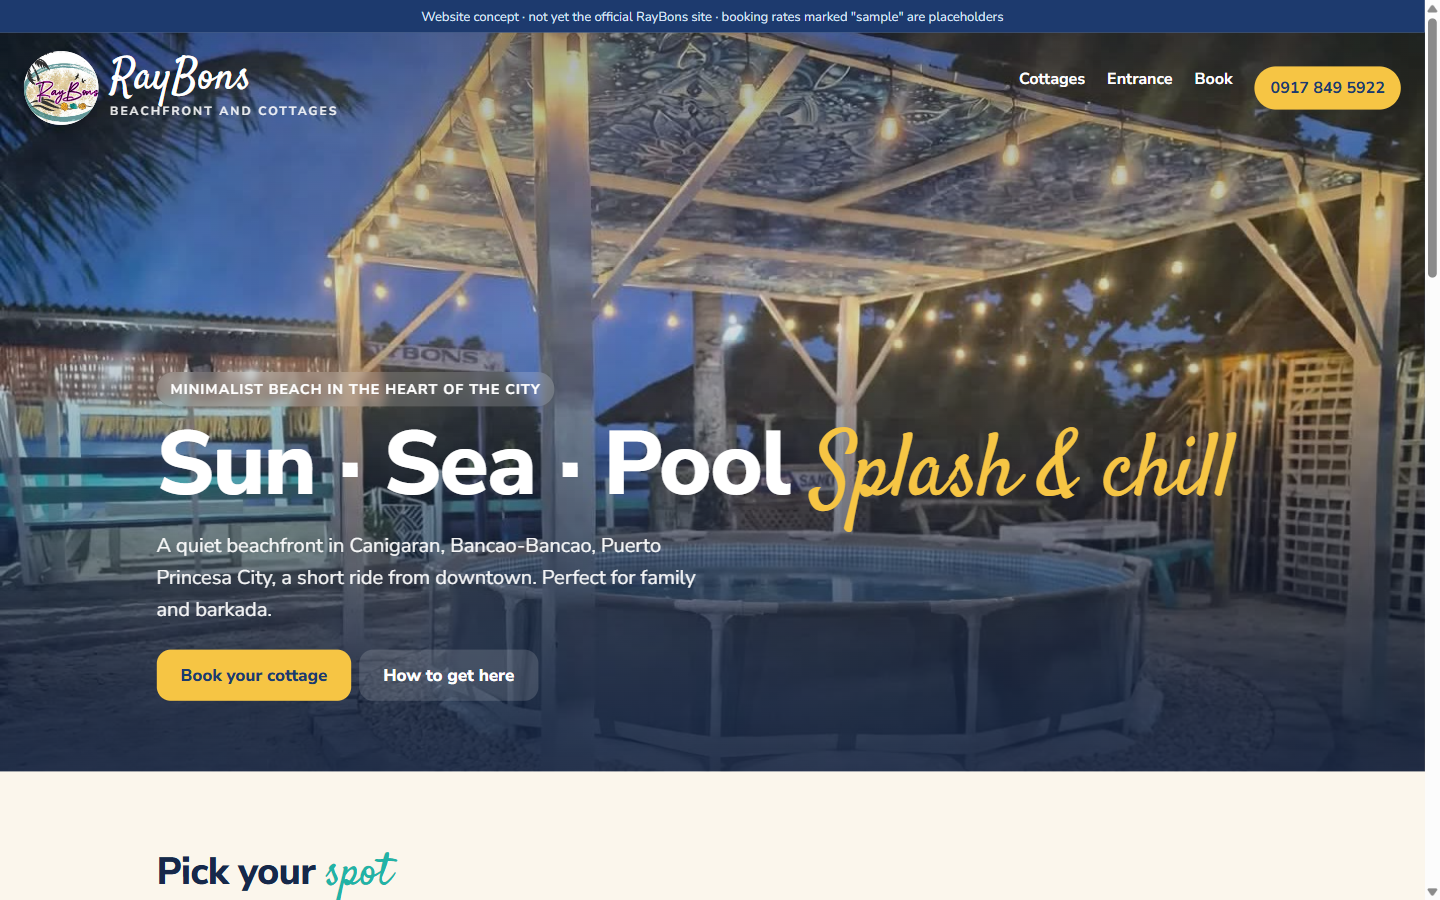 Website concept · not yet the official RayBons site · booking rates marked "sample" are placeholders
RayBons
RayBons
BEACHFRONT AND COTTAGES
Cottages
Entrance
Book
0917 849 5922
MINIMALIST BEACH IN THE HEART OF THE CITY
Sun · Sea · Pool Splash & chill
A quiet beachfront in Canigaran, Bancao-Bancao, Puerto
Princesa City, a short ride from downtown. Perfect for family
and barkada.
Book your cottage
How to get here
Pick your spot